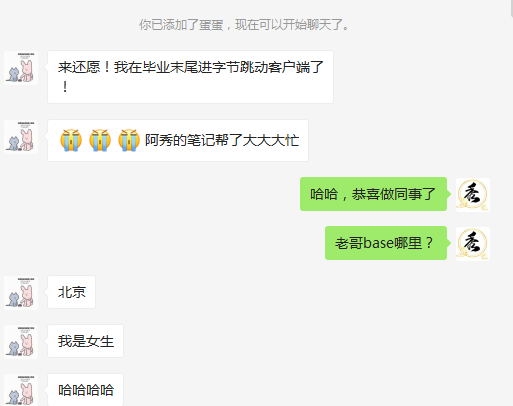 你已添加了蛋蛋，现在可以开始聊天了。
来还愿！我在毕业末尾进字节跳动客户端了
！
😭😭😭阿秀的笔记帮了大大大忙
哈哈，恭喜做同事了
秀
老哥base哪里？
秀
北京
我是女生
哈哈哈哈